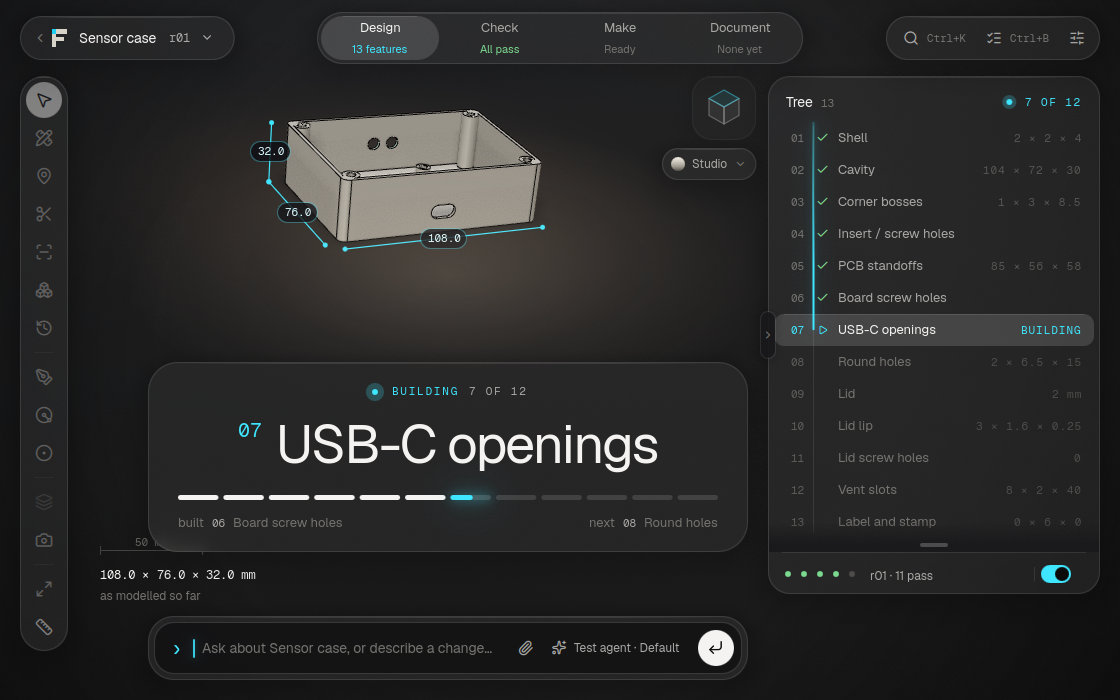 Sensor case r01
Design
13 features
Check
All pass
Make
Ready
Document
None yet
Ctrl+K
Ctrl+B
32.0
76.0
108.0
Studio
Tree 13
7 OF 12
01 Shell 2 × 2 × 4
02 Cavity 104 × 72 × 30
03 Corner bosses 1 × 3 × 8.5
04 Insert / screw holes
05 PCB standoffs 85 × 56 × 58
06 Board screw holes
07 USB-C openings BUILDING
08 Round holes 2 × 6.5 × 15
09 Lid 2 mm
10 Lid lip 3 × 1.6 × 0.25
11 Lid screw holes 0
12 Vent slots 8 × 2 × 40
13 Label and stamp 0 × 6 × 0
r01 · 11 pass
BUILDING 7 OF 12
07 USB-C openings
built 06 Board screw holes
next 08 Round holes
50
108.0 × 76.0 × 32.0 mm
as modelled so far
Ask about Sensor case, or describe a change...
Test agent · Default